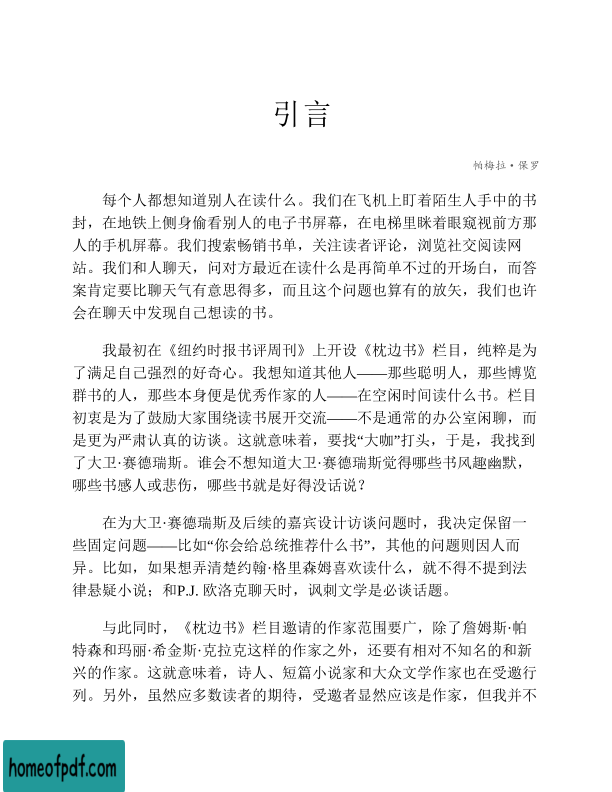 引言
帕梅拉·保罗
每个人都想知道别人在读什么。我们在飞机上盯着陌生人手中的书
封，在地铁上侧身偷看别人的电子书屏幕，在电梯里眯着眼窥视前方那
人的手机屏幕。我们搜索畅销书单，关注读者评论，浏览社交阅读网
站。我们和人聊天，问对方最近在读什么是再简单不过的开场白，而答
案肯定要比聊天气有意思得多，而且这个问题也算有的放矢，我们也许
会在聊天中发现自己想读的书。
我最初在《纽约时报书评周刊》上开设《枕边书》栏目，纯粹是为
了满足自己强烈的好奇心。我想知道其他人——那些聪明人，那些博览
群书的人，那些本身便是优秀作家的人——在空闲时间读什么书。栏目
初衷是为了鼓励大家围绕读书展开交流——不是通常的办公室闲聊，而
是更为严肃认真的访谈。这就意味着，要找“大咖”打头，于是，我找到
了大卫·赛德瑞斯。谁会不想知道大卫·赛德瑞斯觉得哪些书风趣幽默，
哪些书感人或悲伤，哪些书就是好得没话说？
在为大卫·赛德瑞斯及后续的嘉宾设计访谈问题时，我决定保留一
些固定问题——比如“你会给总统推荐什么书”，其他的问题则因人而
异。比如，如果想弄清楚约翰·格里森姆喜欢读什么，就不得不提到法
律悬疑小说；和P.J. 欧洛克聊天时，讽刺文学是必谈话题。
与此同时，《枕边书》栏目邀请的作家范围要广，除了詹姆斯·帕
特森和玛丽·希金斯·克拉克这样的作家之外，还要有相对不知名的和新
兴的作家。这就意味着，诗人、短篇小说家和大众文学作家也在受邀行
列。另外，虽然应多数读者的期待，受邀者显然应该是作家，但我并不
homeofpdf.com